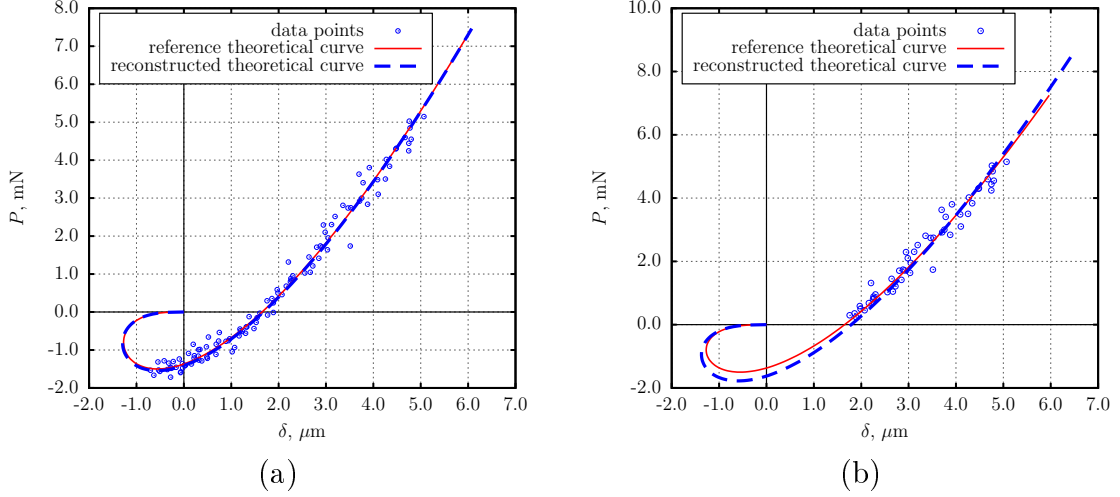 8.0
7.0
6.0
5.0
4.0
3.0
2.0
1.0
0.0
-1.0
-2.0
-2.0 -1.0 0.0 1.0 2.0 3.0 4.0 5.0 6.0 7.0
P, mN
δ, μm
data points
reference theoretical curve
reconstructed theoretical curve
(a)
10.0
8.0
6.0
4.0
2.0
0.0
-2.0
-2.0 -1.0 0.0 1.0 2.0 3.0 4.0 5.0 6.0 7.0
P, mN
δ, μm
data points
reference theoretical curve
reconstructed theoretical curve
(b)